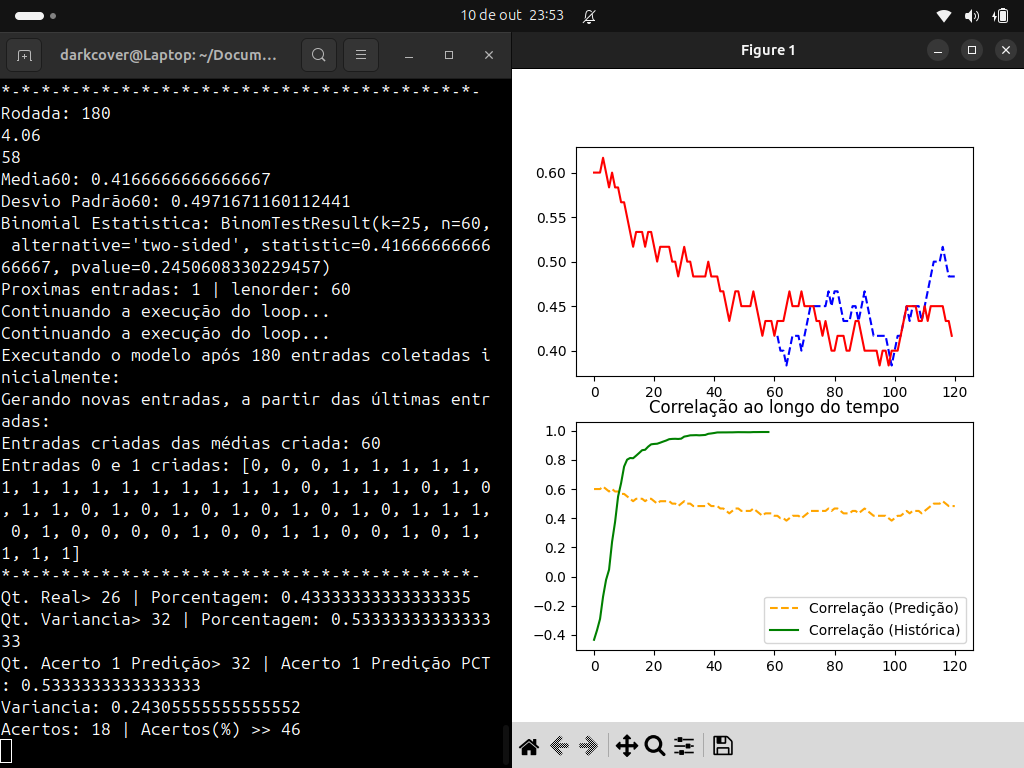 10 de out 23:53
darkcover@Laptop: ~/Docum...
*-*-*-*-*-*-*-*-*-*-*-*-*-*-*-*-*-*-*-*-*-*-*-*-
Rodada: 180
4.06
58
Media60: 0.4166666666666667
Desvio Padrão60: 0.4971671160112441
Binomial Estatistica: BinomTestResult(k=25, n=60,
 alternative='two-sided', statistic=0.41666666666
66667, pvalue=0.2450608330229457)
Proximas entradas: 1 | lenorder: 60
Continuando a execução do loop...
Continuando a execução do loop...
Executando o modelo após 180 entradas coletadas i
nicialmente:
Gerando novas entradas, a partir das últimas entr
adas:
Entradas criadas das médias criada: 60
Entradas 0 e 1 criadas: [0, 0, 0, 1, 1, 1, 1, 1,
1, 1, 1, 1, 1, 1, 1, 1, 1, 1, 0, 1, 1, 1, 0, 1, 0
, 1, 1, 0, 1, 0, 1, 0, 1, 0, 1, 0, 1, 0, 1, 1, 1,
 0, 1, 0, 0, 0, 0, 1, 0, 0, 1, 1, 0, 0, 1, 0, 1,
1, 1, 1]
*-*-*-*-*-*-*-*-*-*-*-*-*-*-*-*-*-*-*-*-*-*-*-*-
Qt. Real> 26 | Porcentagem: 0.43333333333333335
Qt. Variancia> 32 | Porcentagem: 0.53333333333333
33
Qt. Acerto 1 Predição> 32 | Acerto 1 Predição PCT
: 0.5333333333333333
Variancia: 0.24305555555555552
Acertos: 18 | Acertos(%) >> 46
Figure 1
0.60
0.55
0.50
0.45
0.40
0 20 40 60 80 100 120
Correlação ao longo do tempo
1.0
0.8
0.6
0.4
0.2
0.0
−0.2
−0.4
Correlação (Predição)
Correlação (Histórica)
0 20 40 60 80 100 120